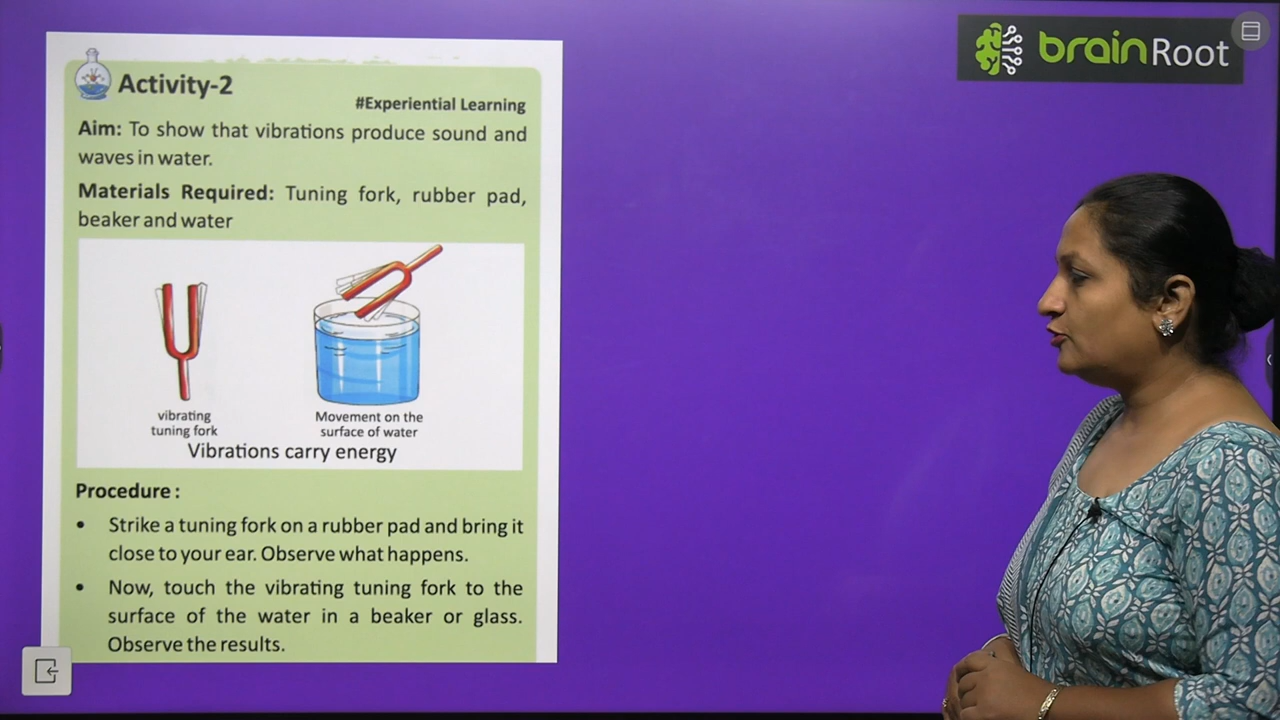 brainRoot
Activity-2
#Experiential Learning
Aim: To show that vibrations produce sound and
waves in water.
Materials Required: Tuning fork, rubber pad,
beaker and water
vibrating
tuning fork
Movement on the
surface of water
Vibrations carry energy
Procedure :
• Strike a tuning fork on a rubber pad and bring it
close to your ear. Observe what happens.
• Now, touch the vibrating tuning fork to the
surface of the water in a beaker or glass.
Observe the results.